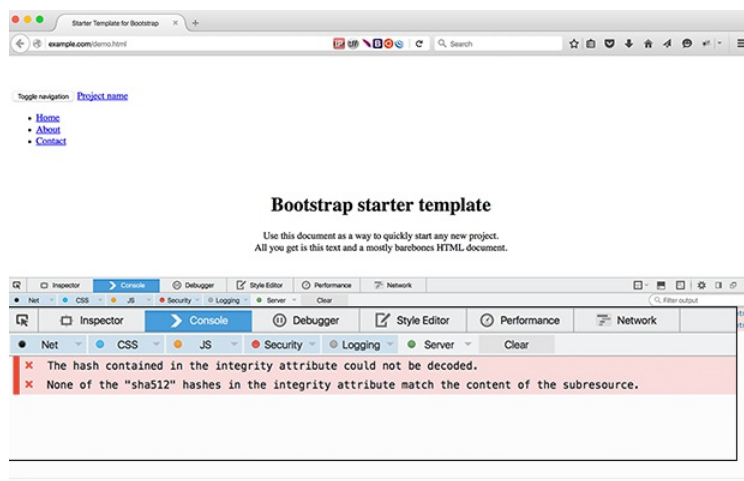 Starter Template for Bootstrap
example.com/demo.html
Search
Toggle navigation Project name
Home
About
Contact
Bootstrap starter template
Use this document as a way to quickly start any new project.
All you get is this text and a mostly barebones HTML document.
Inspector Console Debugger Style Editor Performance Network
Net CSS JS Security Logging Server Clear Filter output
Inspector Console Debugger Style Editor Performance Network
Net CSS JS Security Logging Server Clear
The hash contained in the integrity attribute could not be decoded.
None of the "sha512" hashes in the integrity attribute match the content of the subresource.